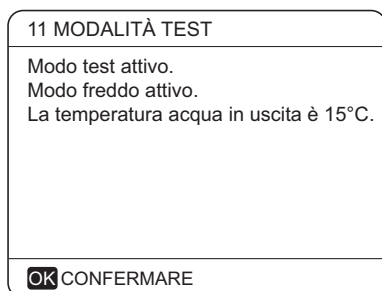 11 MODALITÀ TEST
Modo test attivo.
Modo freddo attivo.
La temperatura acqua in uscita è 15°C.
OK CONFERMARE